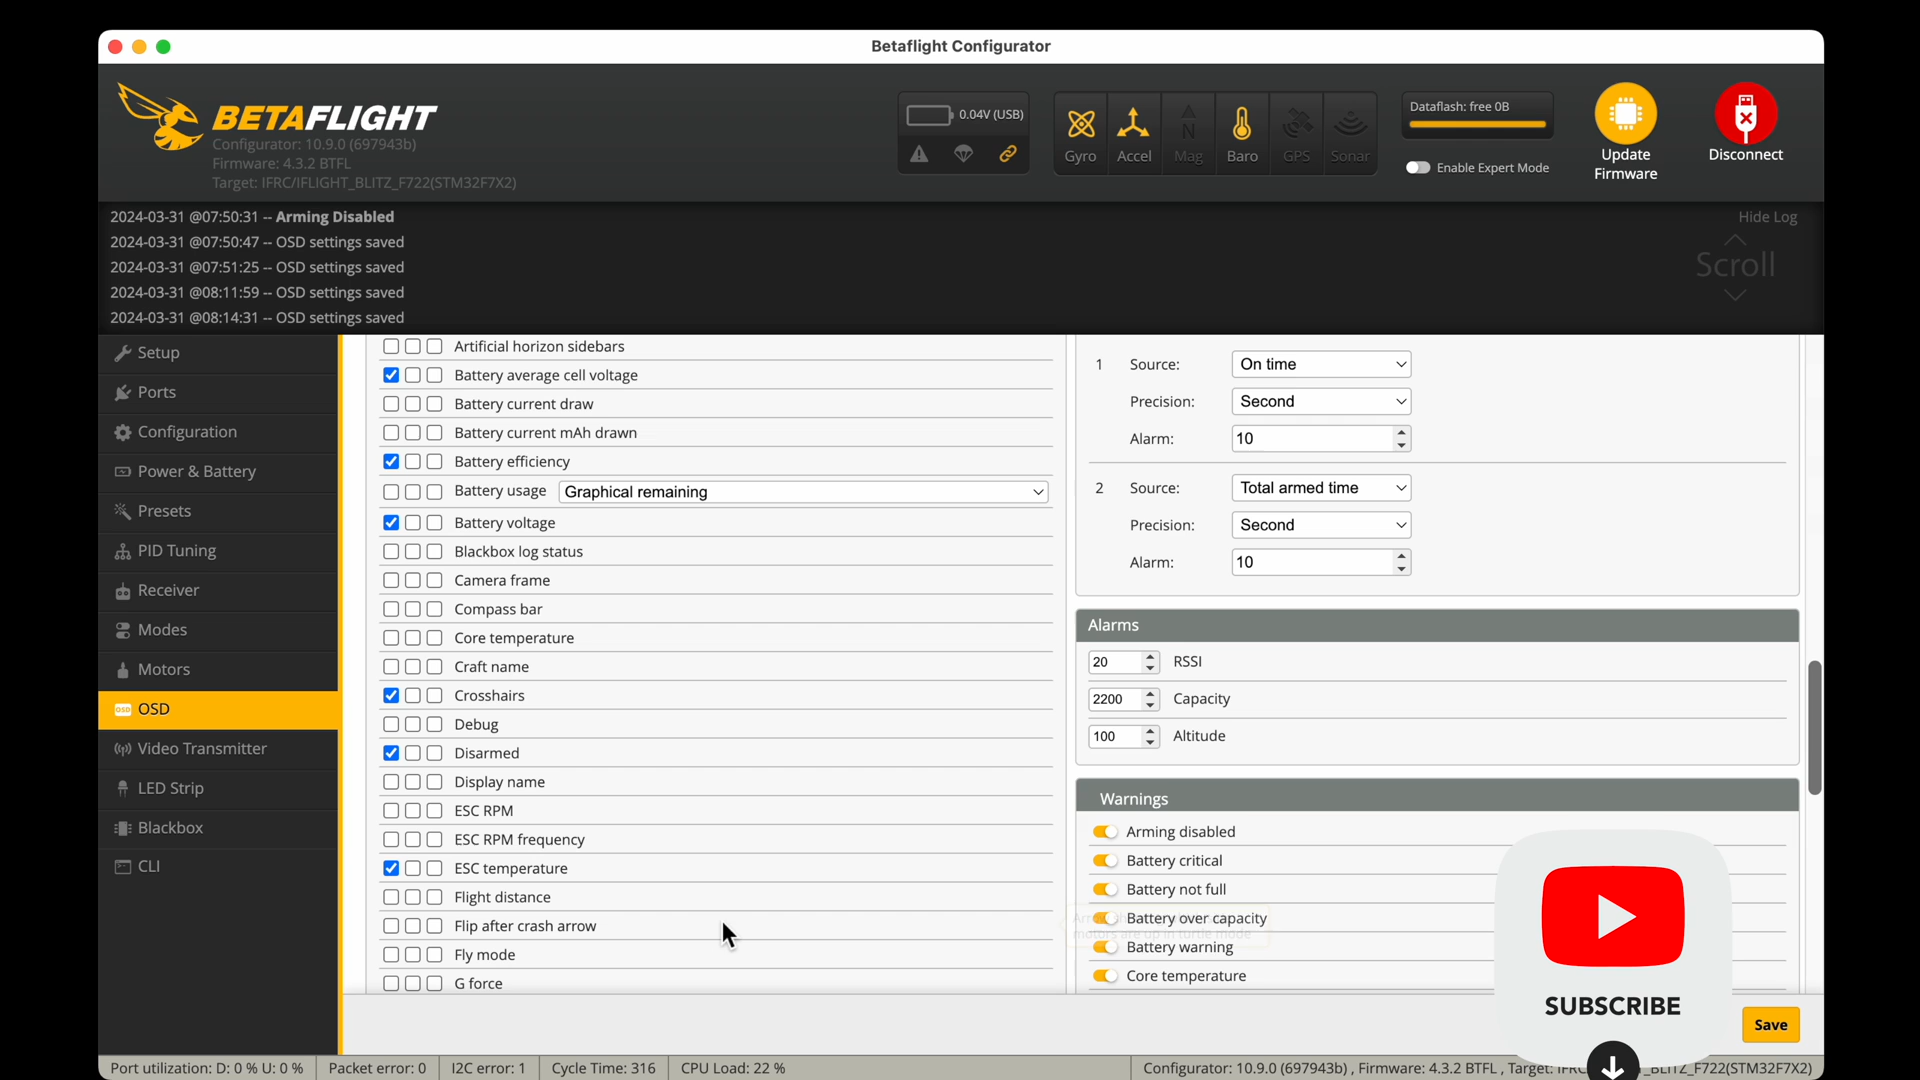 Betaflight Configurator
BETAFLIGHT
Configurator: 10.9.0 (697943b)
Firmware: 4.3.2 BTFL
Target: IFRC/IFLIGHT_BLITZ_F722(STM32F7X2)
0.04V (USB)
Gyro
Accel
Mag
Baro
GPS
Sonar
Dataflash: free 0B
Enable Expert Mode
Update
Firmware
Disconnect
2024-03-31 @07:50:31 -- Arming Disabled
2024-03-31 @07:50:47 -- OSD settings saved
2024-03-31 @07:51:25 -- OSD settings saved
2024-03-31 @08:11:59 -- OSD settings saved
2024-03-31 @08:14:31 -- OSD settings saved
Hide Log
Scroll
Setup
Ports
Configuration
Power & Battery
Presets
PID Tuning
Receiver
Modes
Motors
OSD
Video Transmitter
LED Strip
Blackbox
CLI
Artificial horizon sidebars
Battery average cell voltage
Battery current draw
Battery current mAh drawn
Battery efficiency
Battery usage Graphical remaining
Battery voltage
Blackbox log status
Camera frame
Compass bar
Core temperature
Craft name
Crosshairs
Debug
Disarmed
Display name
ESC RPM
ESC RPM frequency
ESC temperature
Flight distance
Flip after crash arrow
Fly mode
G force
1 Source: On time
Precision: Second
Alarm: 10
2 Source: Total armed time
Precision: Second
Alarm: 10
Alarms
20 RSSI
2200 Capacity
100 Altitude
Warnings
Arming disabled
Battery critical
Battery not full
Battery over capacity
motors are up in turtle mode
Battery warning
Core temperature
SUBSCRIBE
Save
Port utilization: D: 0 % U: 0 %
Packet error: 0
I2C error: 1
Cycle Time: 316
CPU Load: 22 %
Configurator: 10.9.0 (697943b) , Firmware: 4.3.2 BTFL , Target: IFRC _BLITZ_F722(STM32F7X2)